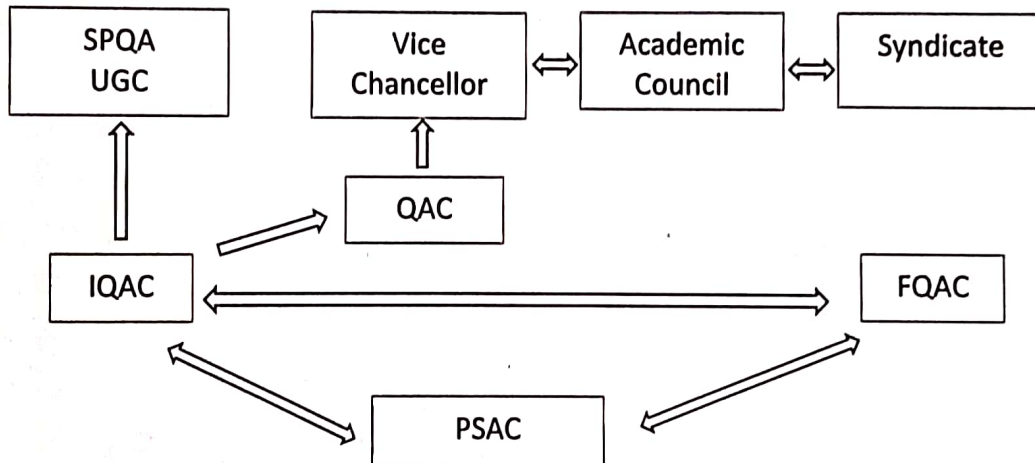 SPQA
UGC
Vice
Chancellor
Academic
Council
Syndicate
QAC
IQAC
FQAC
PSAC